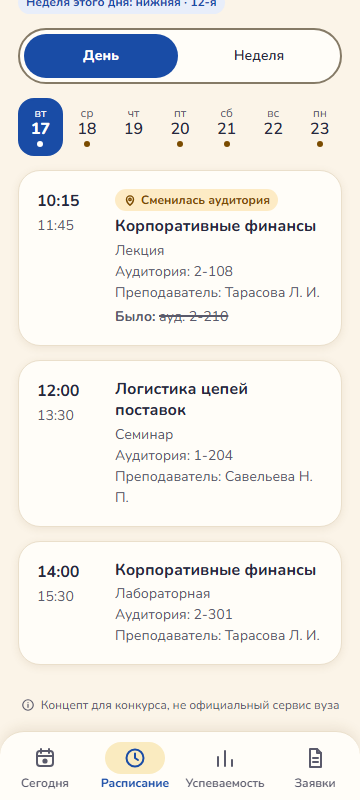 Неделя этого дня: нижняя · 12-я
День
Неделя
вт ср чт пт сб вс пн
17 18 19 20 21 22 23
10:15
11:45
Сменилась аудитория
Корпоративные финансы
Лекция
Аудитория: 2-108
Преподаватель: Тарасова Л. И.
Было: ауд. 2-210
12:00
13:30
Логистика цепей
поставок
Семинар
Аудитория: 1-204
Преподаватель: Савельева Н.
П.
14:00
15:30
Корпоративные финансы
Лабораторная
Аудитория: 2-301
Преподаватель: Тарасова Л. И.
Концепт для конкурса, не официальный сервис вуза
Сегодня
Расписание
Успеваемость
Заявки